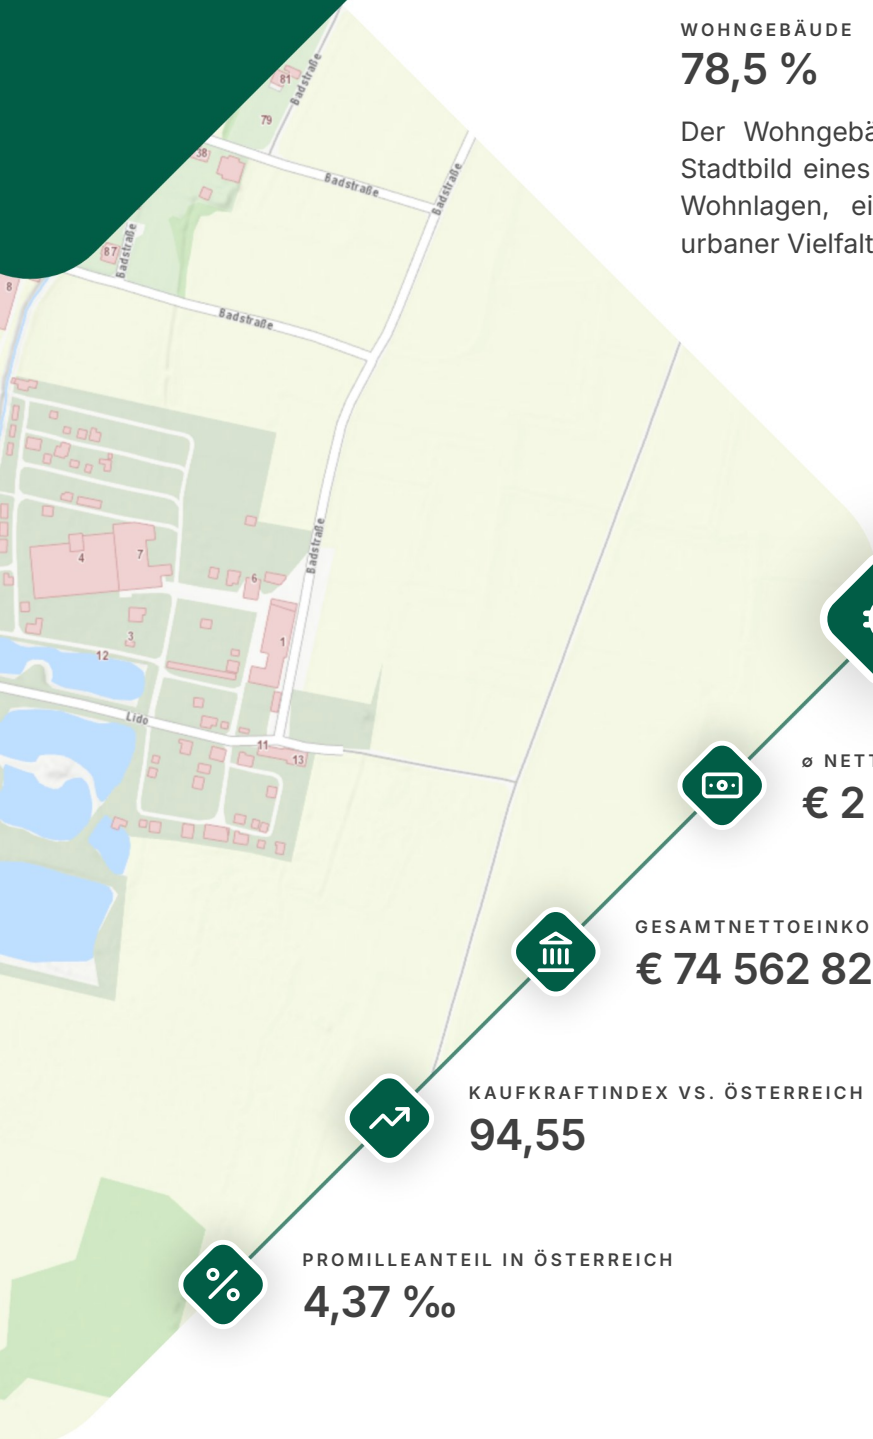 WOHNGEBÄUDE
78,5 %
Der Wohngebä
Stadtbild eines
Wohnlagen, ei
urbaner Vielfalt
81
Badstraße
79
38
Badstraße
Badstraße
87
Badstraße
8
Badstraße
Badstraße
4
7
6
3
1
12
Lido
11
13
ø NETT
€ 2
GESAMTNETTOEINKO
€ 74 562 82
KAUFKRAFTINDEX VS. ÖSTERREICH
94,55
PROMILLEANTEIL IN ÖSTERREICH
4,37 ‰